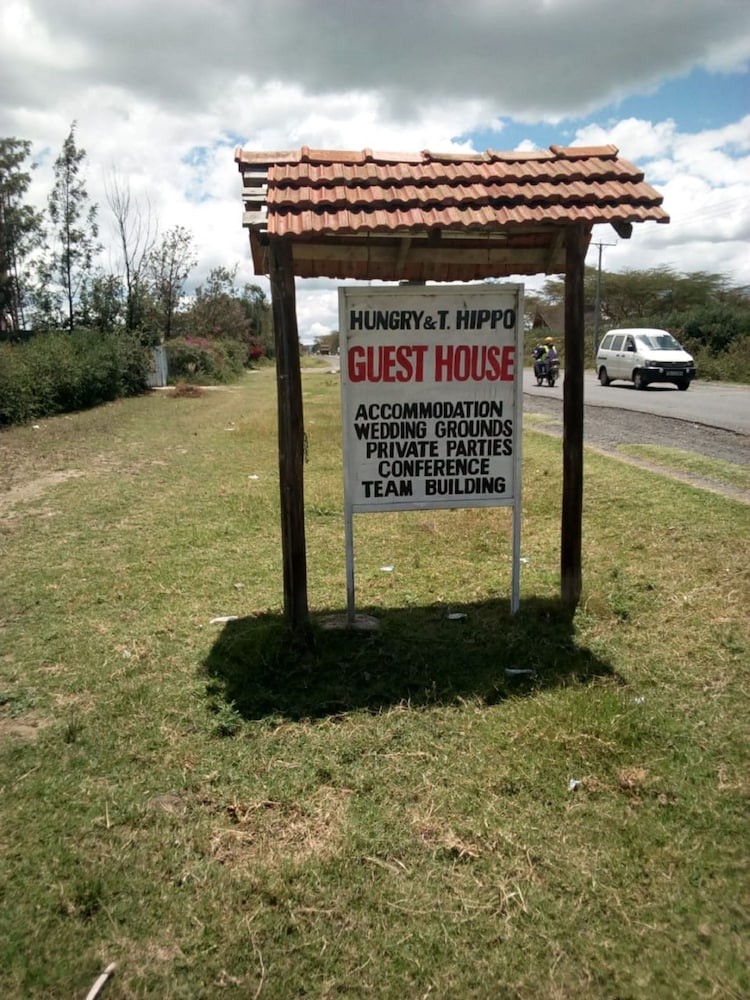 HUNGRY & T. HIPPO
GUEST HOUSE
ACCOMMODATION
WEDDING GROUNDS
PRIVATE PARTIES
CONFERENCE
TEAM BUILDING